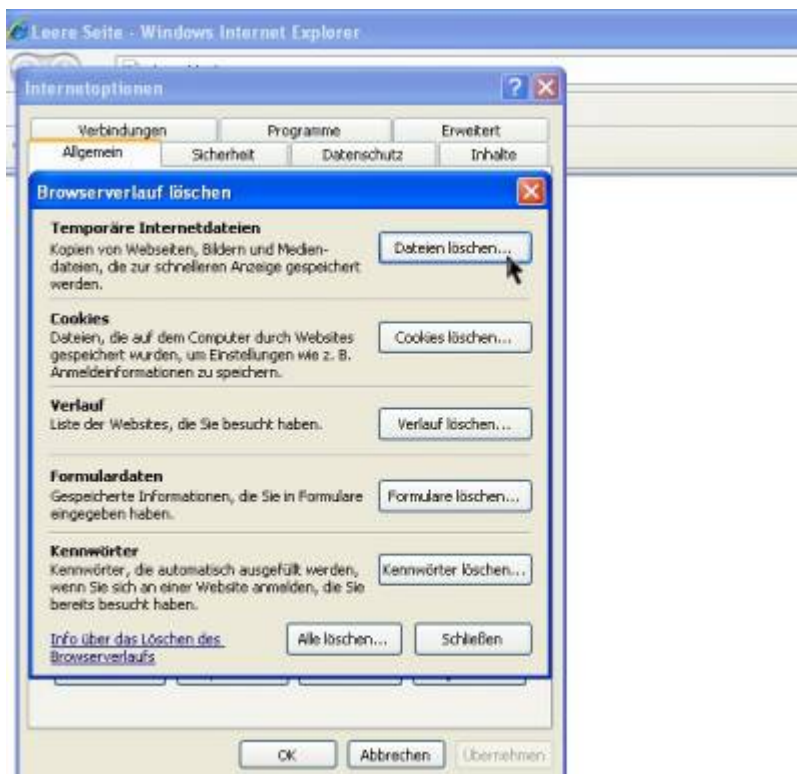 Leere Seite - Windows Internet Explorer
Internetoptionen
Verbindungen Programme Erweitert
Allgemein Sicherheit Datenschutz Inhalte
Browserverlauf löschen
Temporäre Internetdateien
Kopien von Webseiten, Bildern und Medien-
dateien, die zur schnelleren Anzeige gespeichert
werden.
Dateien löschen...
Cookies
Dateien, die auf dem Computer durch Websites
gespeichert wurden, um Einstellungen wie z. B.
Anmeldeinformationen zu speichern.
Cookies löschen...
Verlauf
Liste der Websites, die Sie besucht haben.
Verlauf löschen...
Formulardaten
Gespeicherte Informationen, die Sie in Formulare
eingegeben haben.
Formulare löschen...
Kennwörter
Kennwörter, die automatisch ausgefüllt werden,
wenn Sie sich an einer Website anmelden, die Sie
bereits besucht haben.
Kennwörter löschen...
Info über das Löschen des
Browserverlaufs
Alle löschen... Schließen
OK Abbrechen Übernehmen